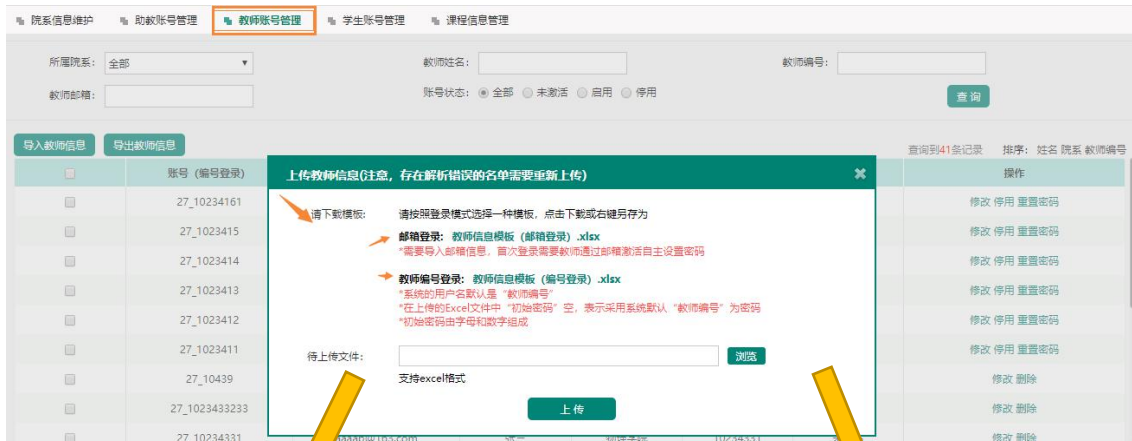 院系信息维护 助教账号管理 教师账号管理 学生账号管理 课程信息管理
所属院系: 全部 教师姓名: 教师编号:
教师邮箱: 账号状态: 全部 未激活 启用 停用 查询
导入教师信息 导出教师信息 查询到41条记录 排序: 姓名 院系 教师编号
账号 (编号登录) 操作
上传教师信息(注意，存在解析错误的名单需要重新上传)
27_10234161 修改 停用 重置密码
请下载模板: 请按照登录模式选择一种模板，点击下载或右键另存为
27_1023415 修改 停用 重置密码
邮箱登录: 教师信息模板 (邮箱登录) .xlsx
*需要导入邮箱信息，首次登录需要教师通过邮箱激活自主设置密码
27_1023414 修改 停用 重置密码
教师编号登录: 教师信息模板 (编号登录) .xlsx
27_1023413 修改 停用 重置密码
*系统的用户名默认是“教师编号”
*在上传的Excel文件中“初始密码”空，表示采用系统默认“教师编号”为密码
27_1023412 修改 停用 重置密码
*初始密码由字母和数字组成
27_1023411 修改 停用 重置密码
待上传文件: 浏览
27_10439 支持excel格式 修改 删除
27_1023433233 上传 修改 删除
27_10234331 物理学院 10234331 修改 删除